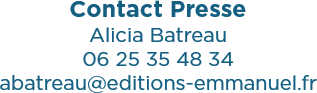 Contact Presse
Alicia Batreau
06 25 35 48 34
abatreau@editions-emmanuel.fr